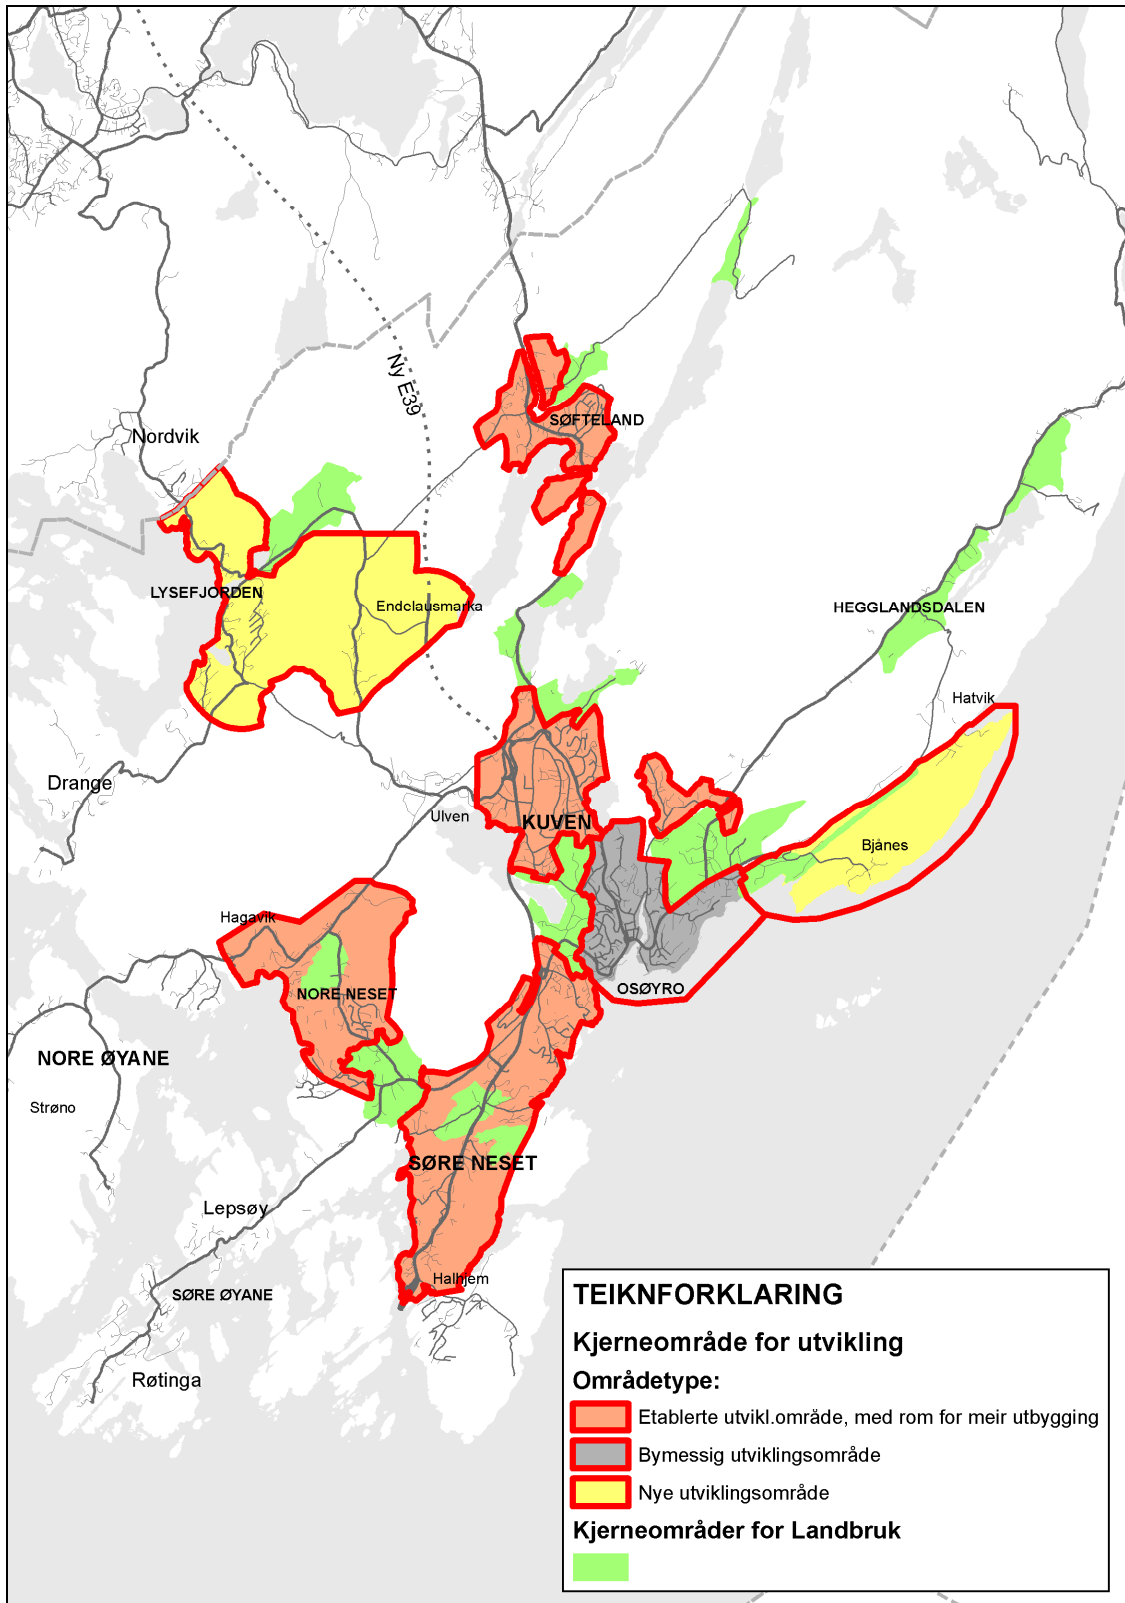 Ny E39
SØFTELAND
Nordvik
LYSEFJORDEN
Endelausmarka
HEGGLANDSDALEN
Hatvik
Drange
Ulven
KUVEN
Bjånes
Hagavik
NORE NESET
OSØYRO
NORE ØYANE
Strøno
SØRE NESET
Lepsøy
Halhjem
SØRE ØYANE
Røtinga
TEIKNFORKLARING
Kjerneområde for utvikling
Områdetype:
Etablerte utvikl.område, med rom for meir utbygging
Bymessig utviklingsområde
Nye utviklingsområde
Kjerneområder for Landbruk